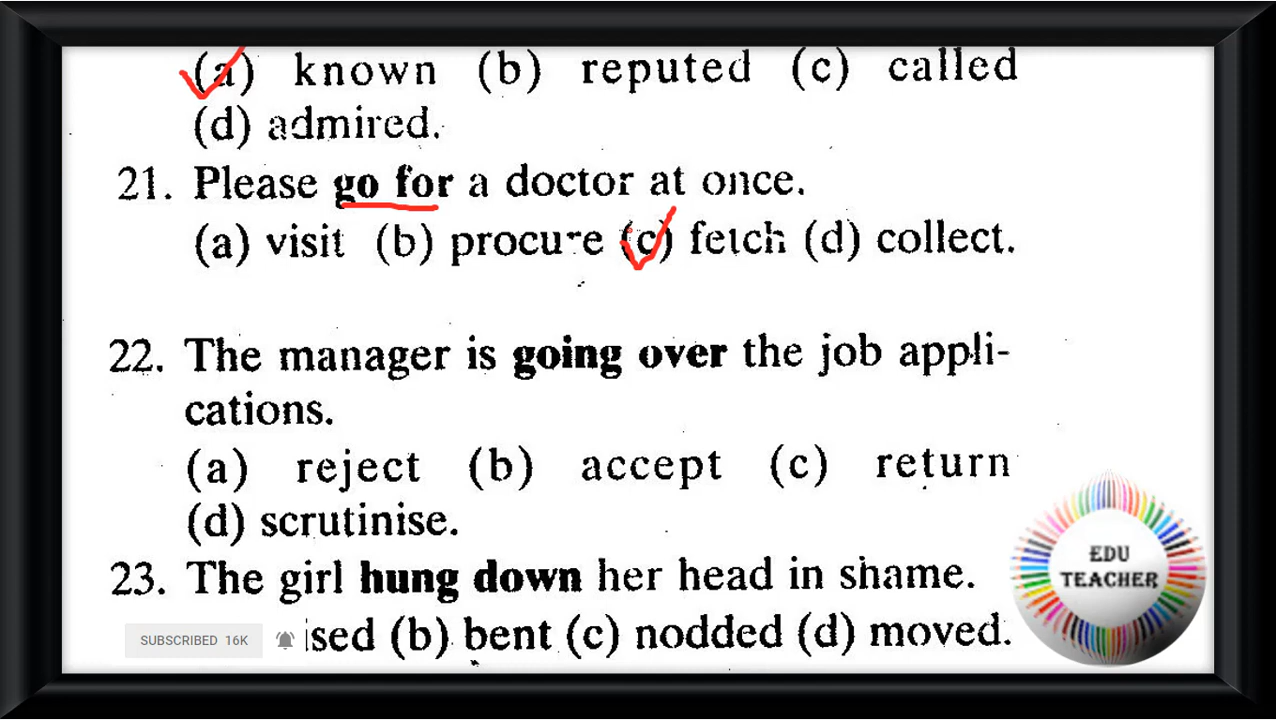 (a) known (b) reputed (c) called
(d) admired.
21. Please go for a doctor at once.
(a) visit (b) procure (c) fetch (d) collect.
22. The manager is going over the job appli-
cations.
(a) reject (b) accept (c) return
(d) scrutinise.
23. The girl hung down her head in shame.
SUBSCRIBED 16K ised (b) bent (c) nodded (d) moved.
EDU
TEACHER